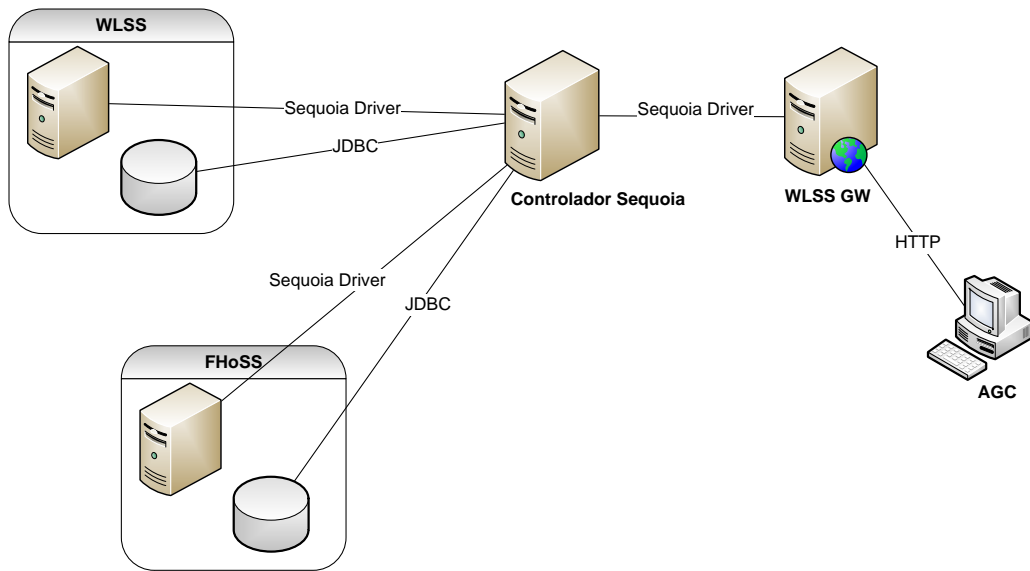 WLSS
Sequoia Driver
Sequoia Driver
JDBC
Controlador Sequoia
WLSS GW
HTTP
Sequoia Driver
JDBC
FHoSS
AGC